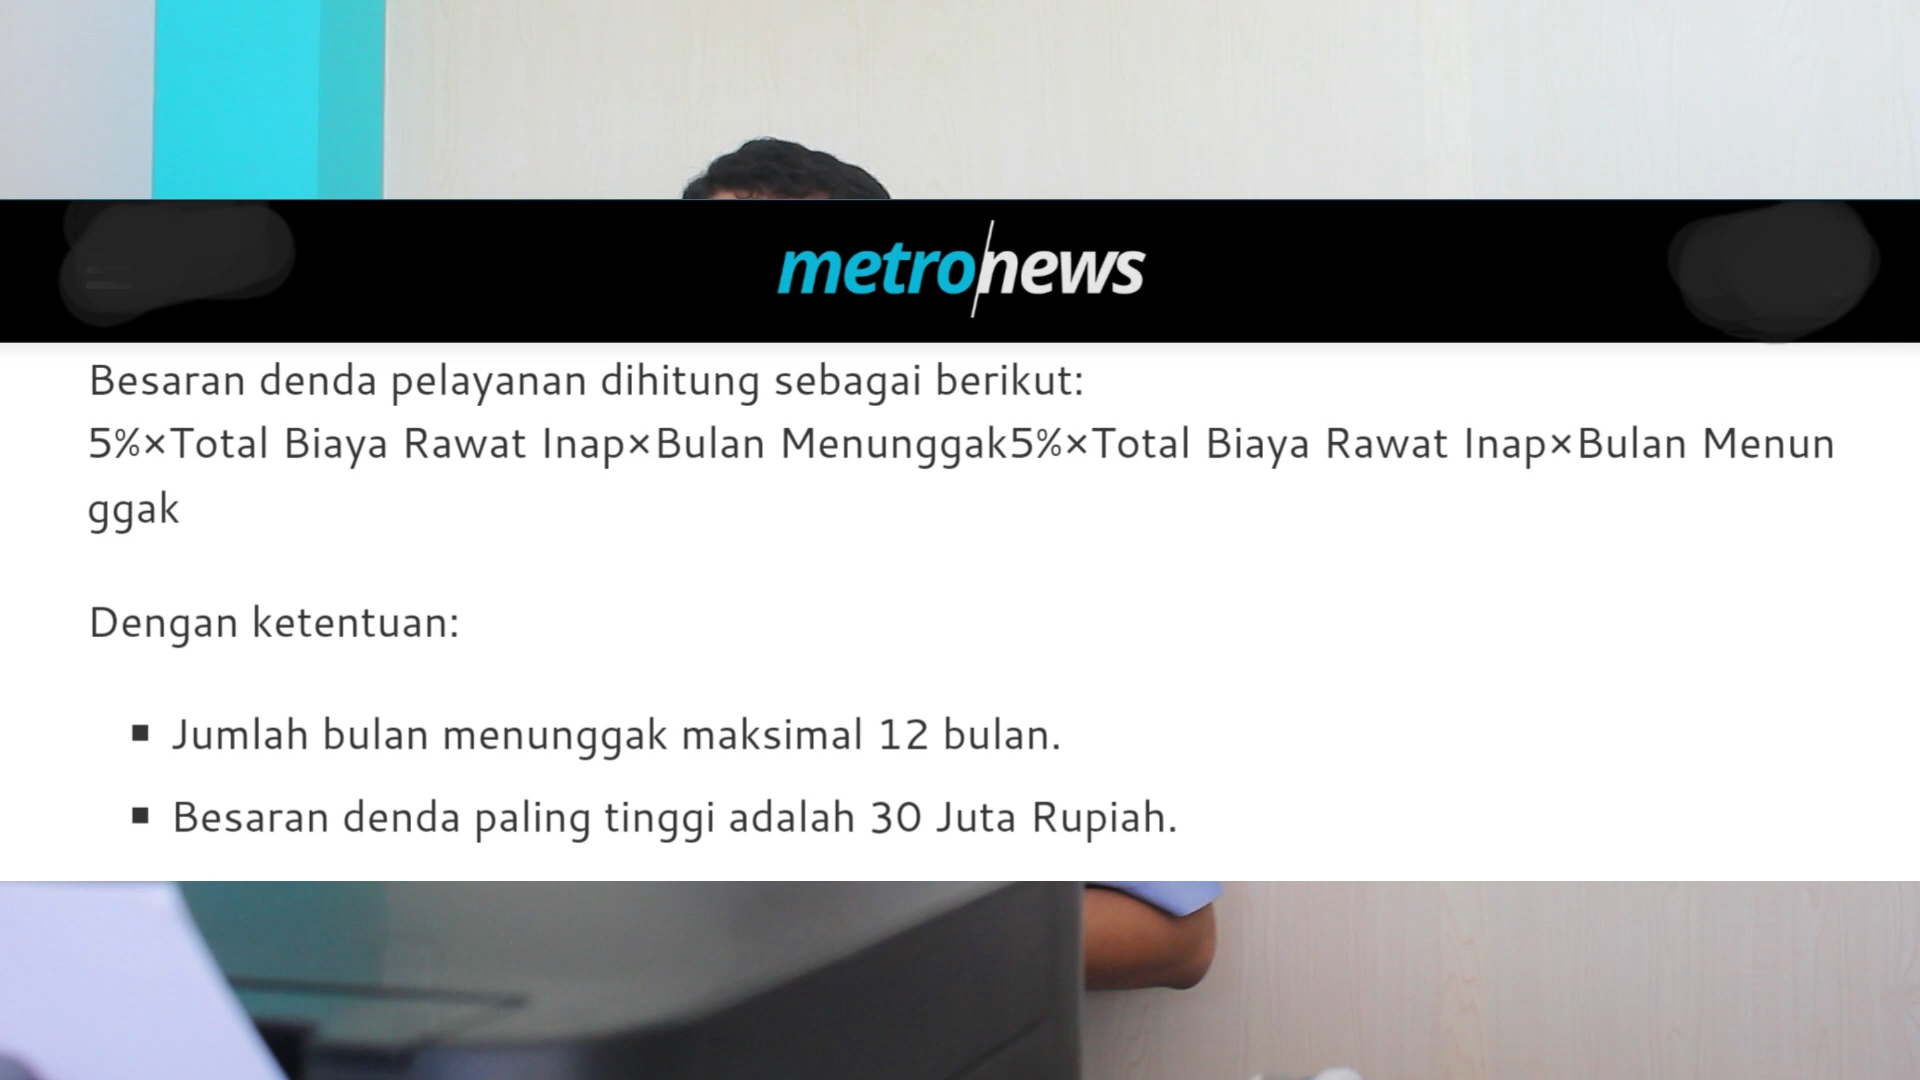 metronews
Besaran denda pelayanan dihitung sebagai berikut:
5%×Total Biaya Rawat Inap×Bulan Menunggak5%×Total Biaya Rawat Inap×Bulan Menun
ggak
Dengan ketentuan:
▪ Jumlah bulan menunggak maksimal 12 bulan.
▪ Besaran denda paling tinggi adalah 30 Juta Rupiah.